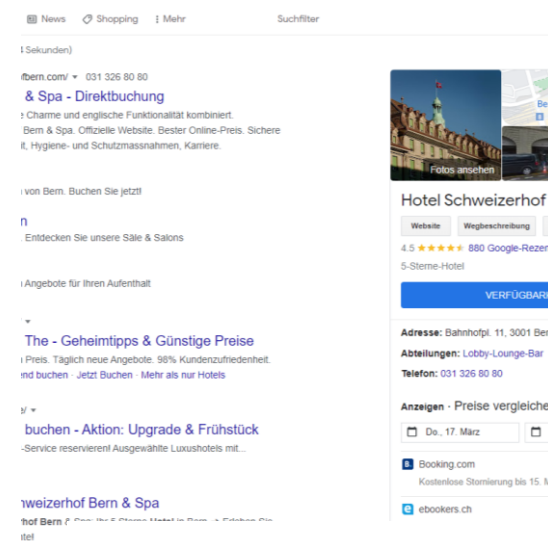 News Shopping Mehr Suchfilter
Sekunden)
031 326 80 80
& Spa - Direktbuchung
Charme und englische Funktionalität kombiniert.
Bern & Spa. Offizielle Website. Bester Online-Preis. Sichere
Hygiene- und Schutzmassnahmen, Karriere.
von Bern. Buchen Sie jetzt!
Entdecken Sie unsere Säle & Salons
Angebote für Ihren Aufenthalt
The - Geheimtipps & Günstige Preise
Preis. Täglich neue Angebote. 98% Kundenzufriedenheit.
buchen · Jetzt Buchen · Mehr als nur Hotels
buchen - Aktion: Upgrade & Frühstück
-Service reservieren! Ausgewählte Luxushotels mit...
Bern & Spa
Bern
Fotos ansehen
Hotel Schweizerhof
Website Wegbeschreibung
4.5 880 Google-Rezen
5-Sterne-Hotel
VERFÜGBARK
Adresse: Bahnhofpl. 11, 3001 Ber
Abteilungen: Lobby-Lounge-Bar
Telefon: 031 326 80 80
Anzeigen · Preise vergleiche
Do., 17. März
Booking.com
Kostenlose Stornierung bis 15. M
ebookers.ch